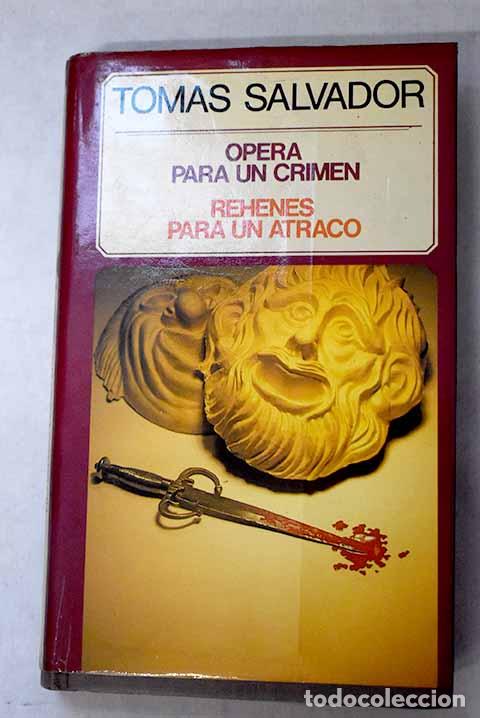 TOMAS SALVADOR
OPERA
PARA UN CRIMEN
REHENES
PARA UN ATRACO
todocoleccion